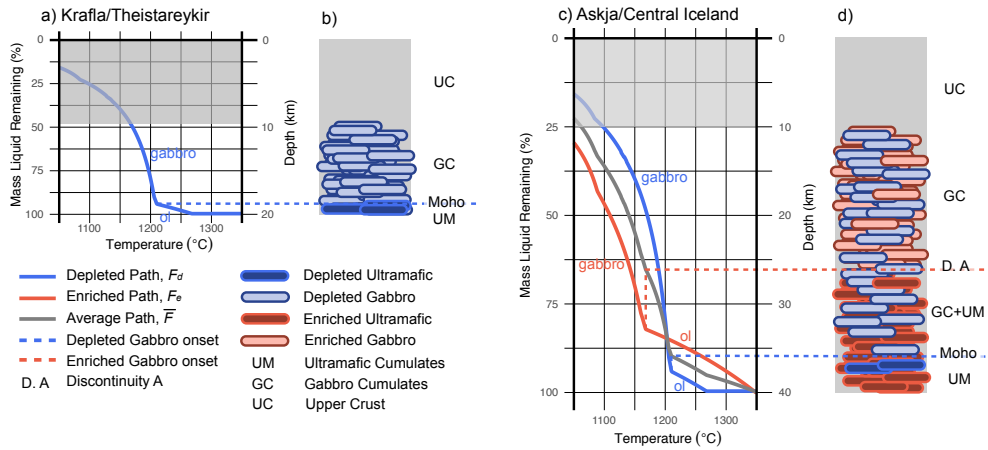 a) Krafla/Theistareykir
b)
c) Askja/Central Iceland
d)
0
25
50
75
100
Mass Liquid Remaining (%)
gabbro
ol
1100
1200
1300
Temperature (°C)
0
10
20
Depth (km)
UC
GC
Moho
UM
Depleted Path, Fd
Enriched Path, Fe
Average Path, F̅
Depleted Gabbro onset
Enriched Gabbro onset
D. A Discontinuity A
Depleted Ultramafic
Depleted Gabbro
Enriched Ultramafic
Enriched Gabbro
UM Ultramafic Cumulates
GC Gabbro Cumulates
UC Upper Crust
0
25
50
75
100
Mass Liquid Remaining (%)
gabbro
gabbro
ol
ol
1100
1200
1300
Temperature (°C)
0
10
20
30
40
Depth (km)
UC
GC
D. A
GC+UM
Moho
UM